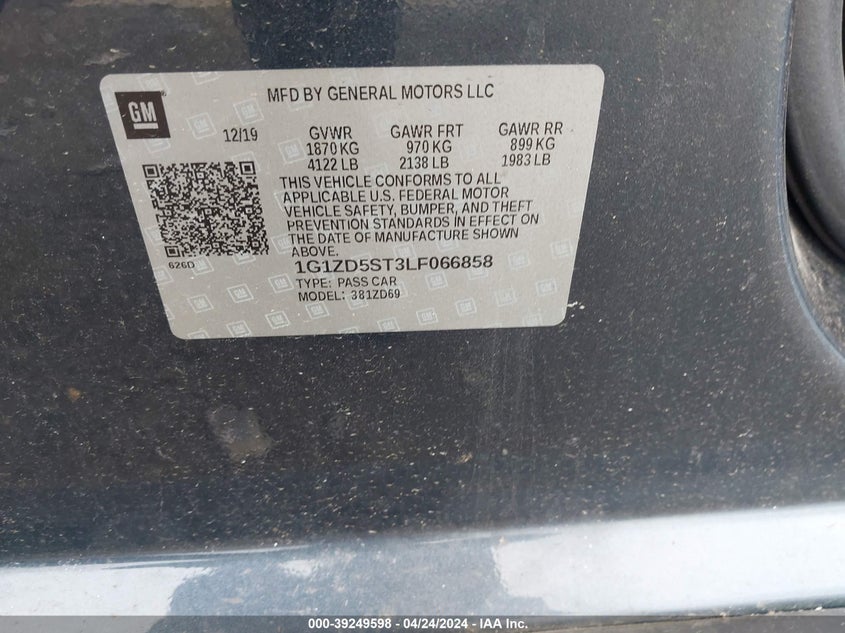 GM
MFD BY GENERAL MOTORS LLC
12/19 GVWR GAWR FRT GAWR RR
1870 KG 970 KG 899 KG
4122 LB 2138 LB 1983 LB
THIS VEHICLE CONFORMS TO ALL
APPLICABLE U.S. FEDERAL MOTOR
VEHICLE SAFETY, BUMPER, AND THEFT
PREVENTION STANDARDS IN EFFECT ON
THE DATE OF MANUFACTURE SHOWN
ABOVE.
626D
1G1ZD5ST3LF066858
TYPE: PASS CAR
MODEL: 381ZD69
000-39249598 - 04/24/2024 - IAA Inc.